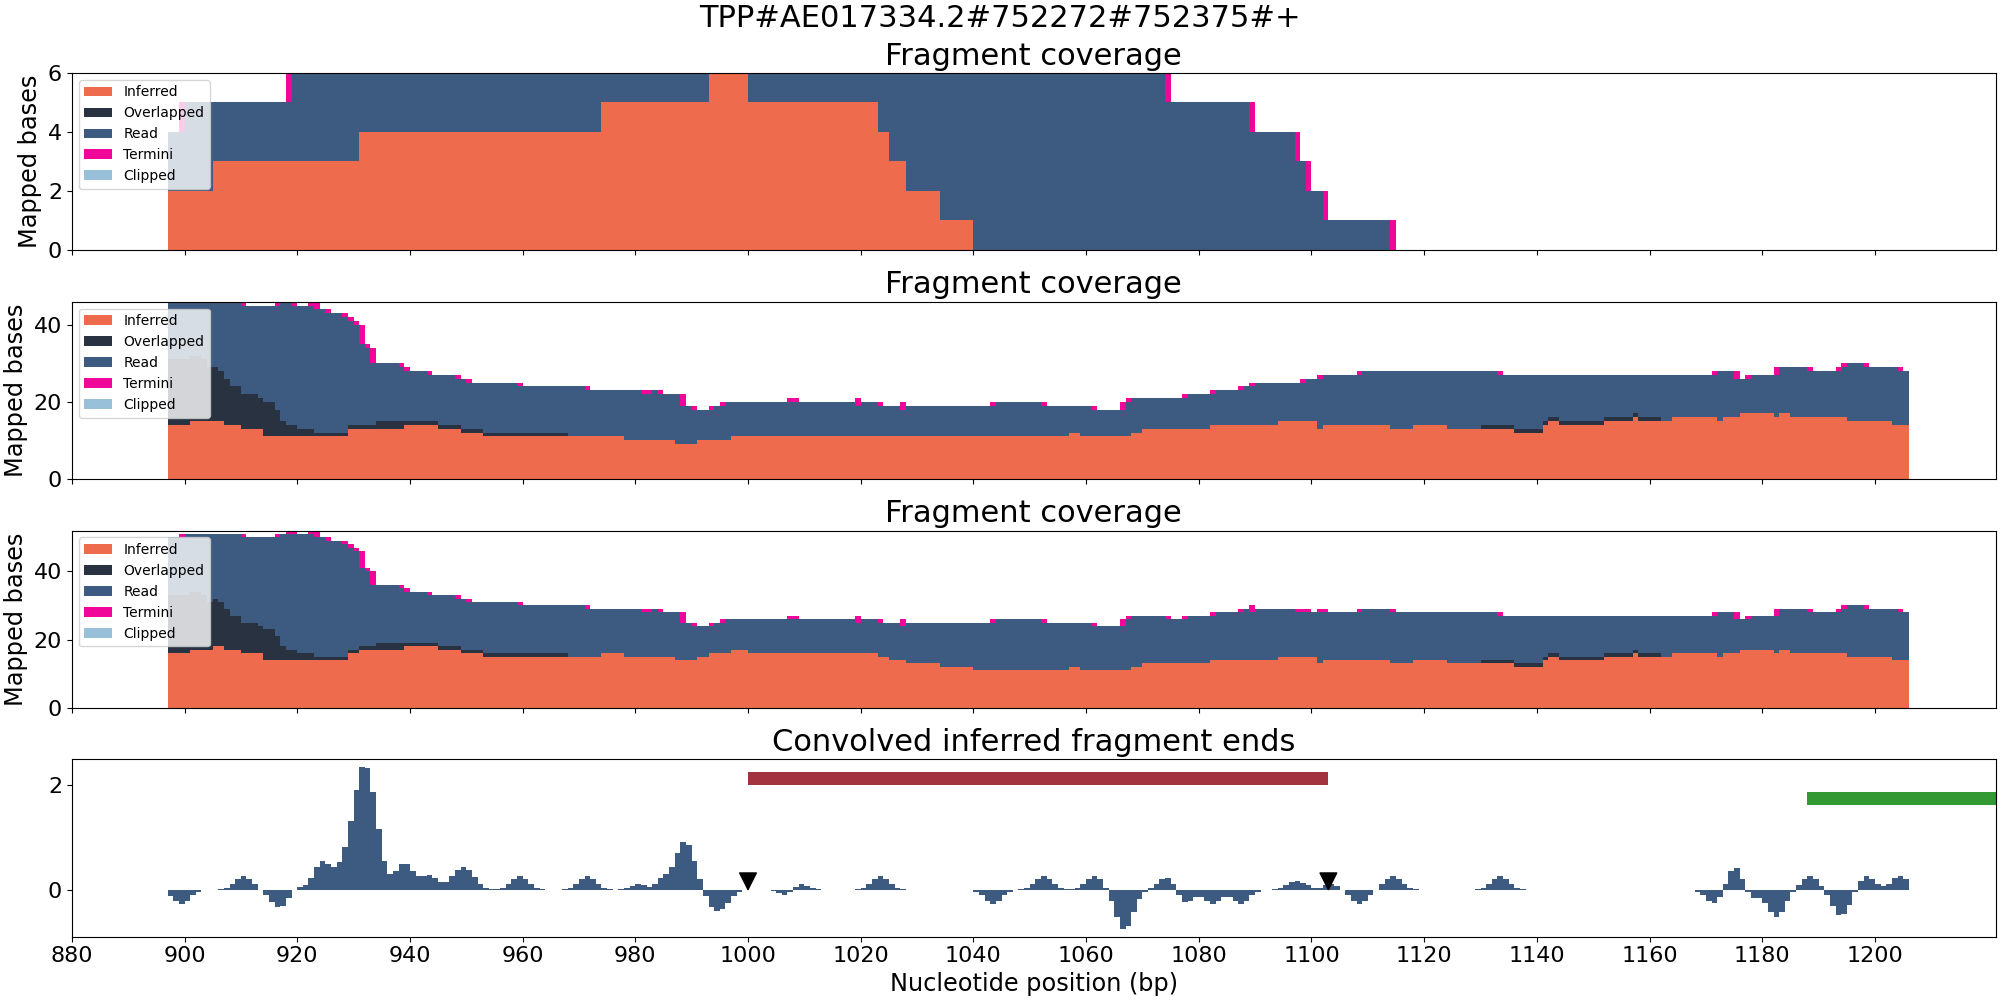 TPP#AE017334.2#752272#752375#+
Fragment coverage
Mapped bases
6
4
2
0
Inferred
Overlapped
Read
Termini
Clipped
Fragment coverage
Mapped bases
40
20
0
Inferred
Overlapped
Read
Termini
Clipped
Fragment coverage
Mapped bases
40
20
0
Inferred
Overlapped
Read
Termini
Clipped
Convolved inferred fragment ends
2
0
880 900 920 940 960 980 1000 1020 1040 1060 1080 1100 1120 1140 1160 1180 1200
Nucleotide position (bp)